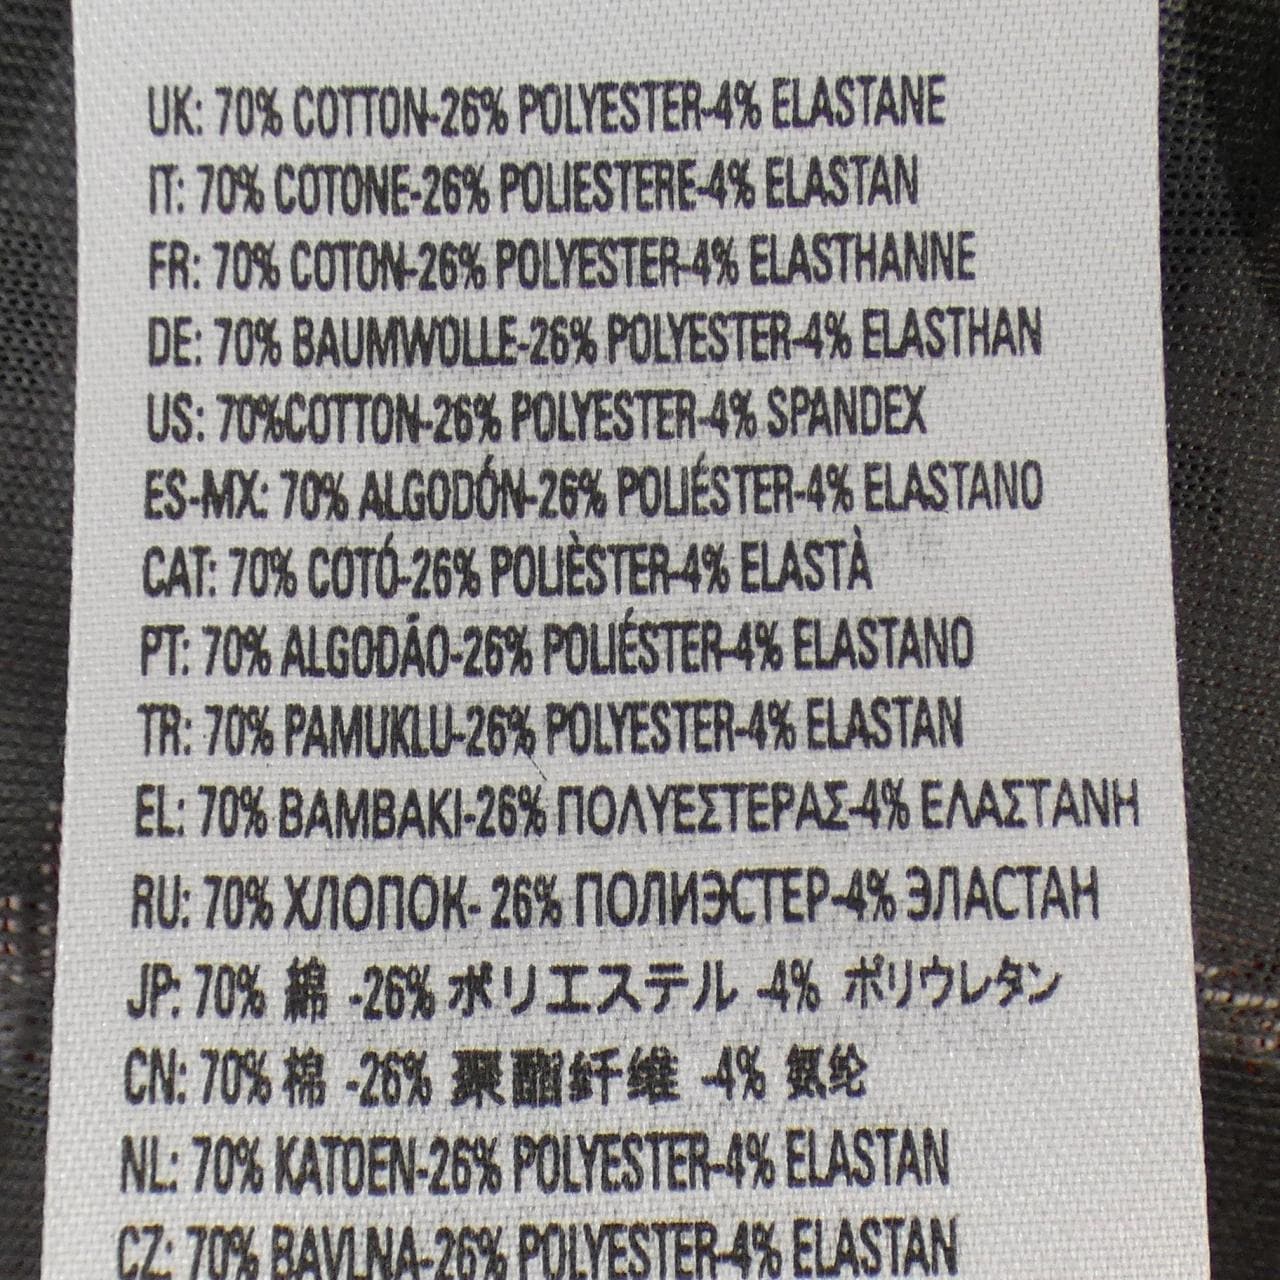 UK: 70% COTTON-26% POLYESTER-4% ELASTANE
IT: 70% COTONE-26% POLIESTERE-4% ELASTAN
FR: 70% COTON-26% POLYESTER-4% ELASTHANNE
DE: 70% BAUMWOLLE-26% POLYESTER-4% ELASTHAN
US: 70%COTTON-26% POLYESTER-4% SPANDEX
ES-MX: 70% ALGODÓN-26% POLIÉSTER-4% ELASTANO
CAT: 70% COTÓ-26% POLIÈSTER-4% ELASTÀ
PT: 70% ALGODÃO-26% POLIÉSTER-4% ELASTANO
TR: 70% PAMUKLU-26% POLYESTER-4% ELASTAN
EL: 70% ΒΑΜΒΑΚΙ-26% ΠΟΛΥΕΣΤΕΡΑΣ-4% ΕΛΑΣΤΑΝΗ
RU: 70% ХЛОПОК- 26% ПОЛИЭСТЕР-4% ЭЛАСТАН
JP: 70% 綿 -26% ポリエステル -4% ポリウレタン
CN: 70% 棉 -26% 聚酯纤维 -4% 氨纶
NL: 70% KATOEN-26% POLYESTER-4% ELASTAN
CZ: 70% BAVLNA-26% POLYESTER-4% ELASTAN